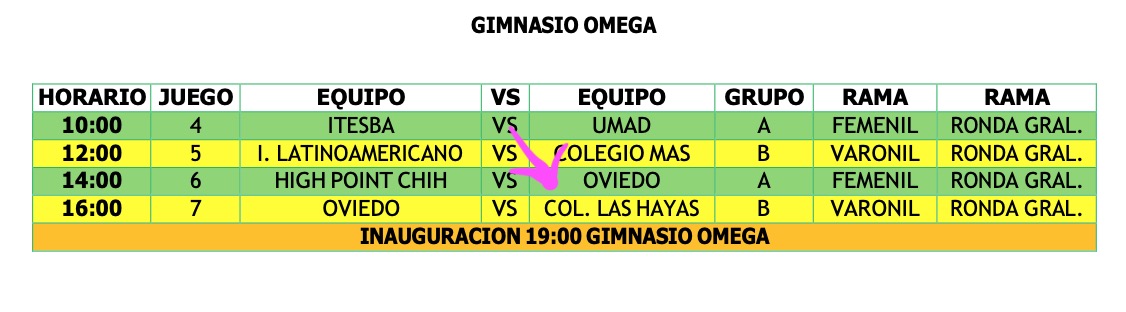 GIMNASIO OMEGA
HORARIO JUEGO EQUIPO VS EQUIPO GRUPO RAMA RAMA
10:00 4 ITESBA VS UMAD A FEMENIL RONDA GRAL.
12:00 5 I. LATINOAMERICANO VS COLEGIO MAS B VARONIL RONDA GRAL.
14:00 6 HIGH POINT CHIH VS OVIEDO A FEMENIL RONDA GRAL.
16:00 7 OVIEDO VS COL. LAS HAYAS B VARONIL RONDA GRAL.
INAUGURACION 19:00 GIMNASIO OMEGA